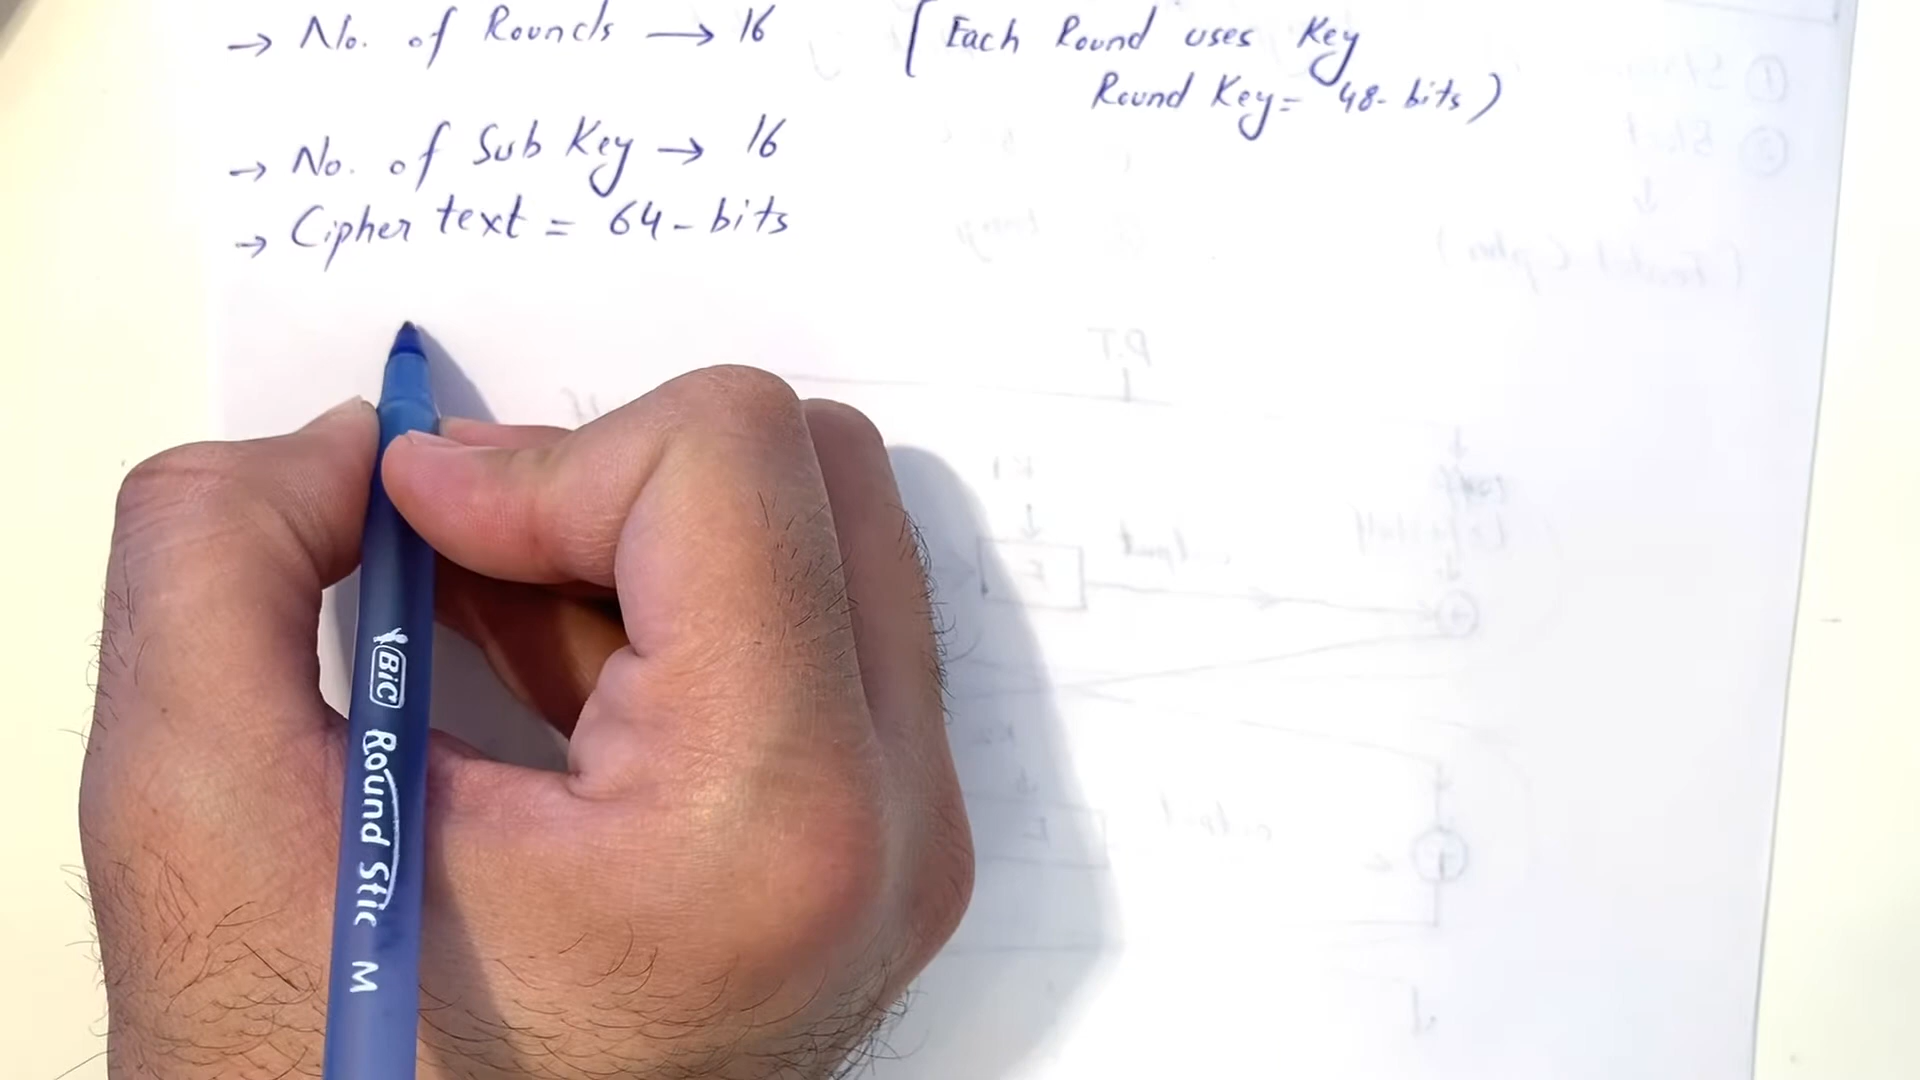 → No. of Rounds → 16 ( Each Round uses Key
Round Key = 48- bits )
→ No. of Sub Key → 16
→ Cipher text = 64 - bits
P.T
BIC Round Stic M